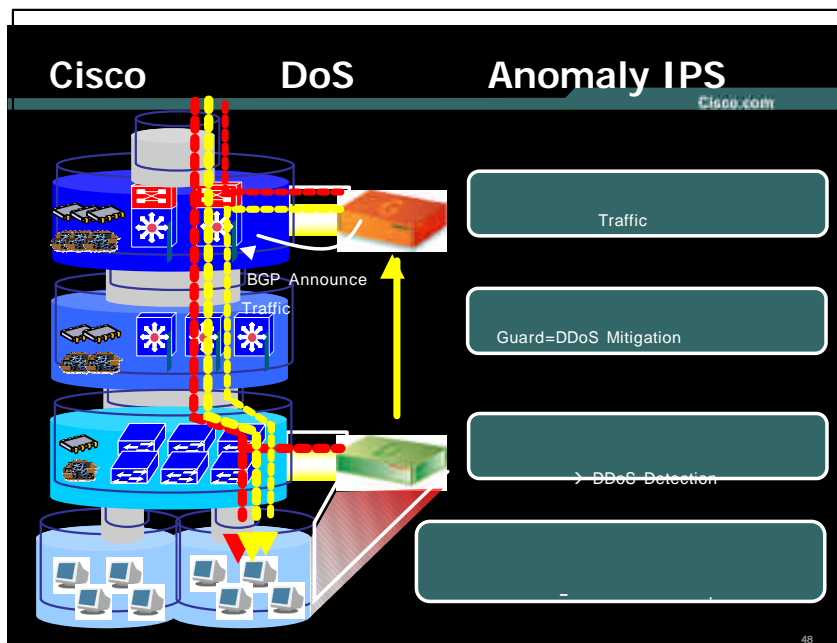 Cisco DoS Anomaly IPS
Cisco.com
Traffic
BGP Announce
Traffic
Guard=DDoS Mitigation
> DDoS Detection
48